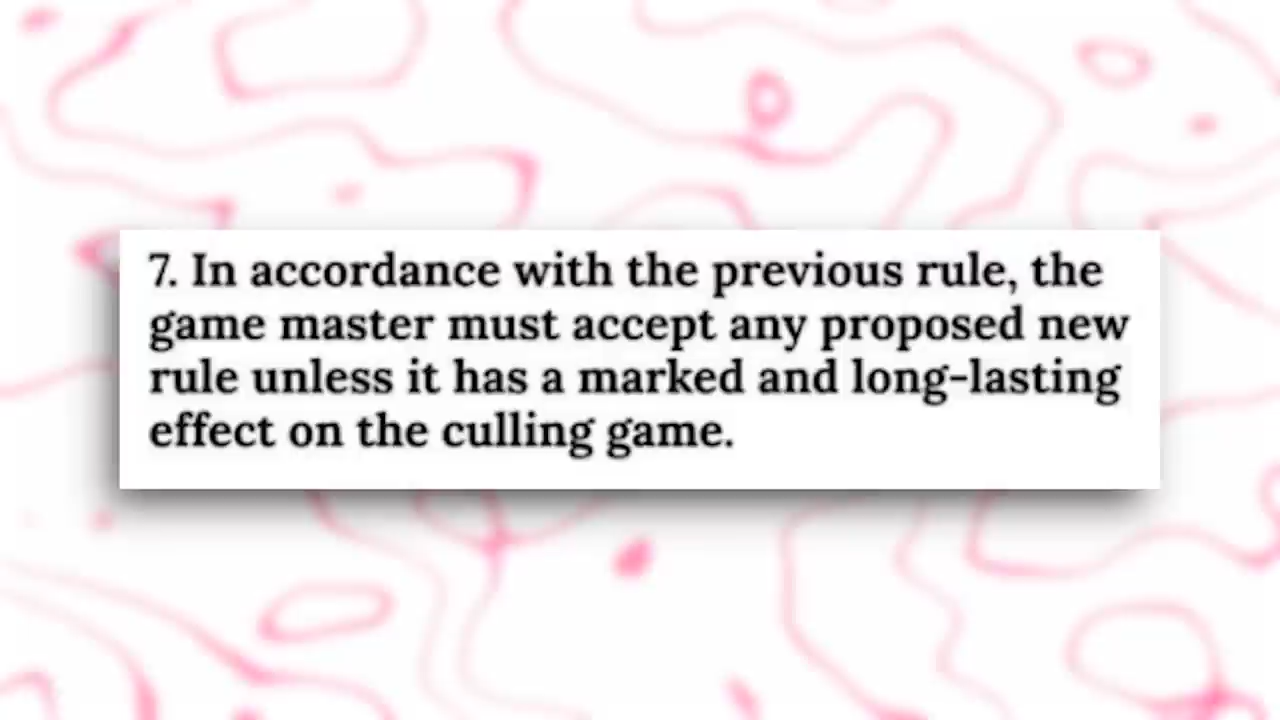 7. In accordance with the previous rule, the
game master must accept any proposed new
rule unless it has a marked and long-lasting
effect on the culling game.